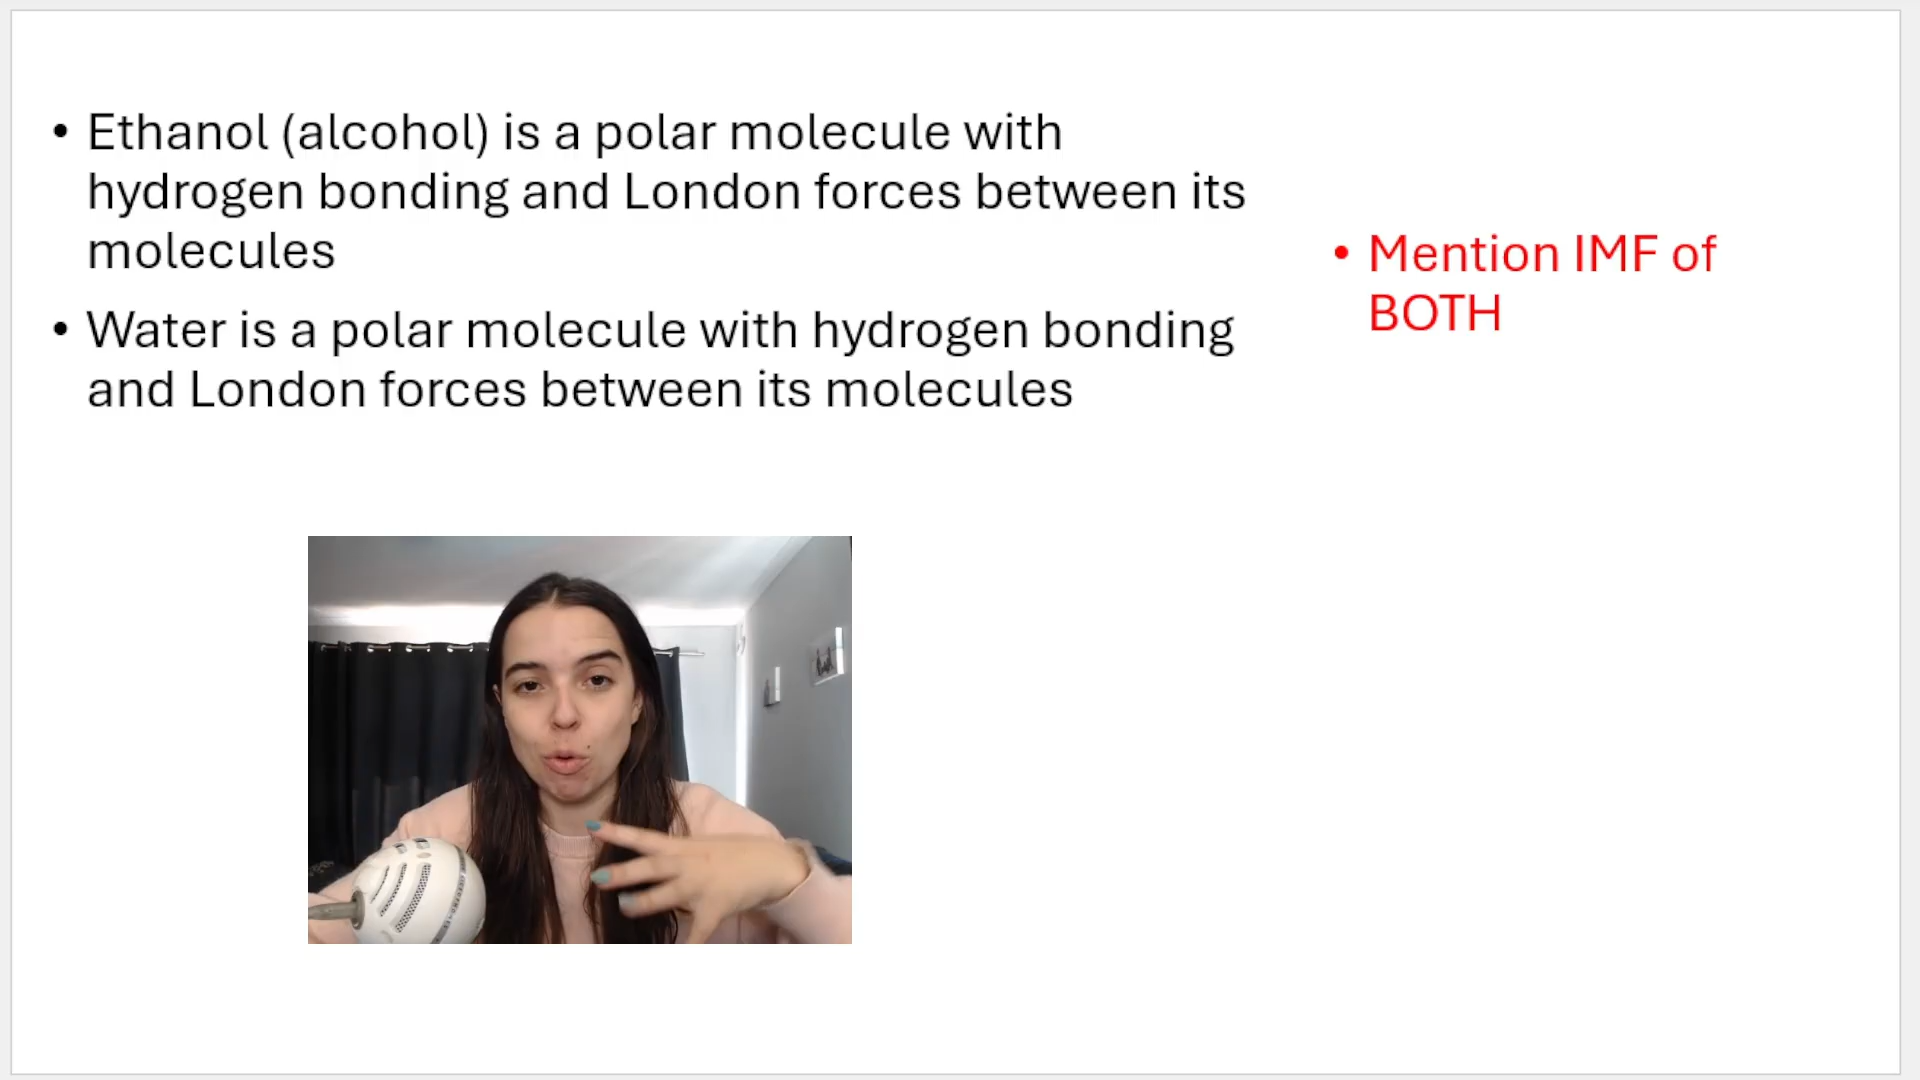 • Ethanol (alcohol) is a polar molecule with
hydrogen bonding and London forces between its
molecules
• Water is a polar molecule with hydrogen bonding
and London forces between its molecules
• Mention IMF of
BOTH